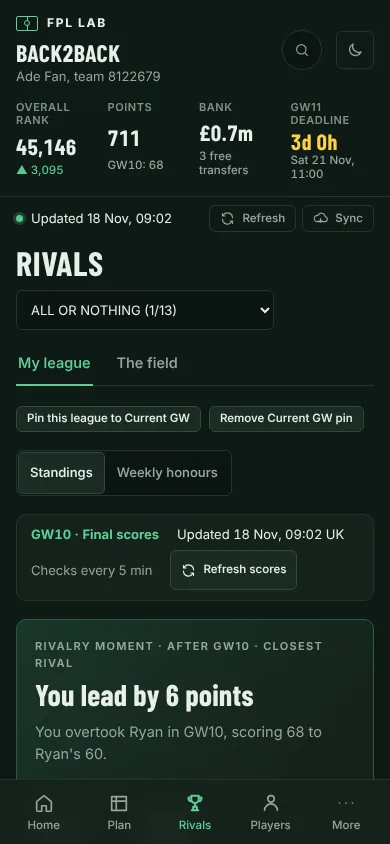 FPL LAB
BACK2BACK
Ade Fan, team 8122679
OVERALL RANK
45,146
▲ 3,095
POINTS
711
GW10: 68
BANK
£0.7m
3 free transfers
GW11 DEADLINE
3d 0h
Sat 21 Nov, 11:00
Updated 18 Nov, 09:02
Refresh
Sync
RIVALS
ALL OR NOTHING (1/13)
My league
The field
Pin this league to Current GW
Remove Current GW pin
Standings
Weekly honours
GW10 · Final scores
Updated 18 Nov, 09:02 UK
Checks every 5 min
Refresh scores
RIVALRY MOMENT · AFTER GW10 · CLOSEST
RIVAL
You lead by 6 points
You overtook Ryan in GW10, scoring 68 to
Ryan's 60.
Home
Plan
Rivals
Players
More